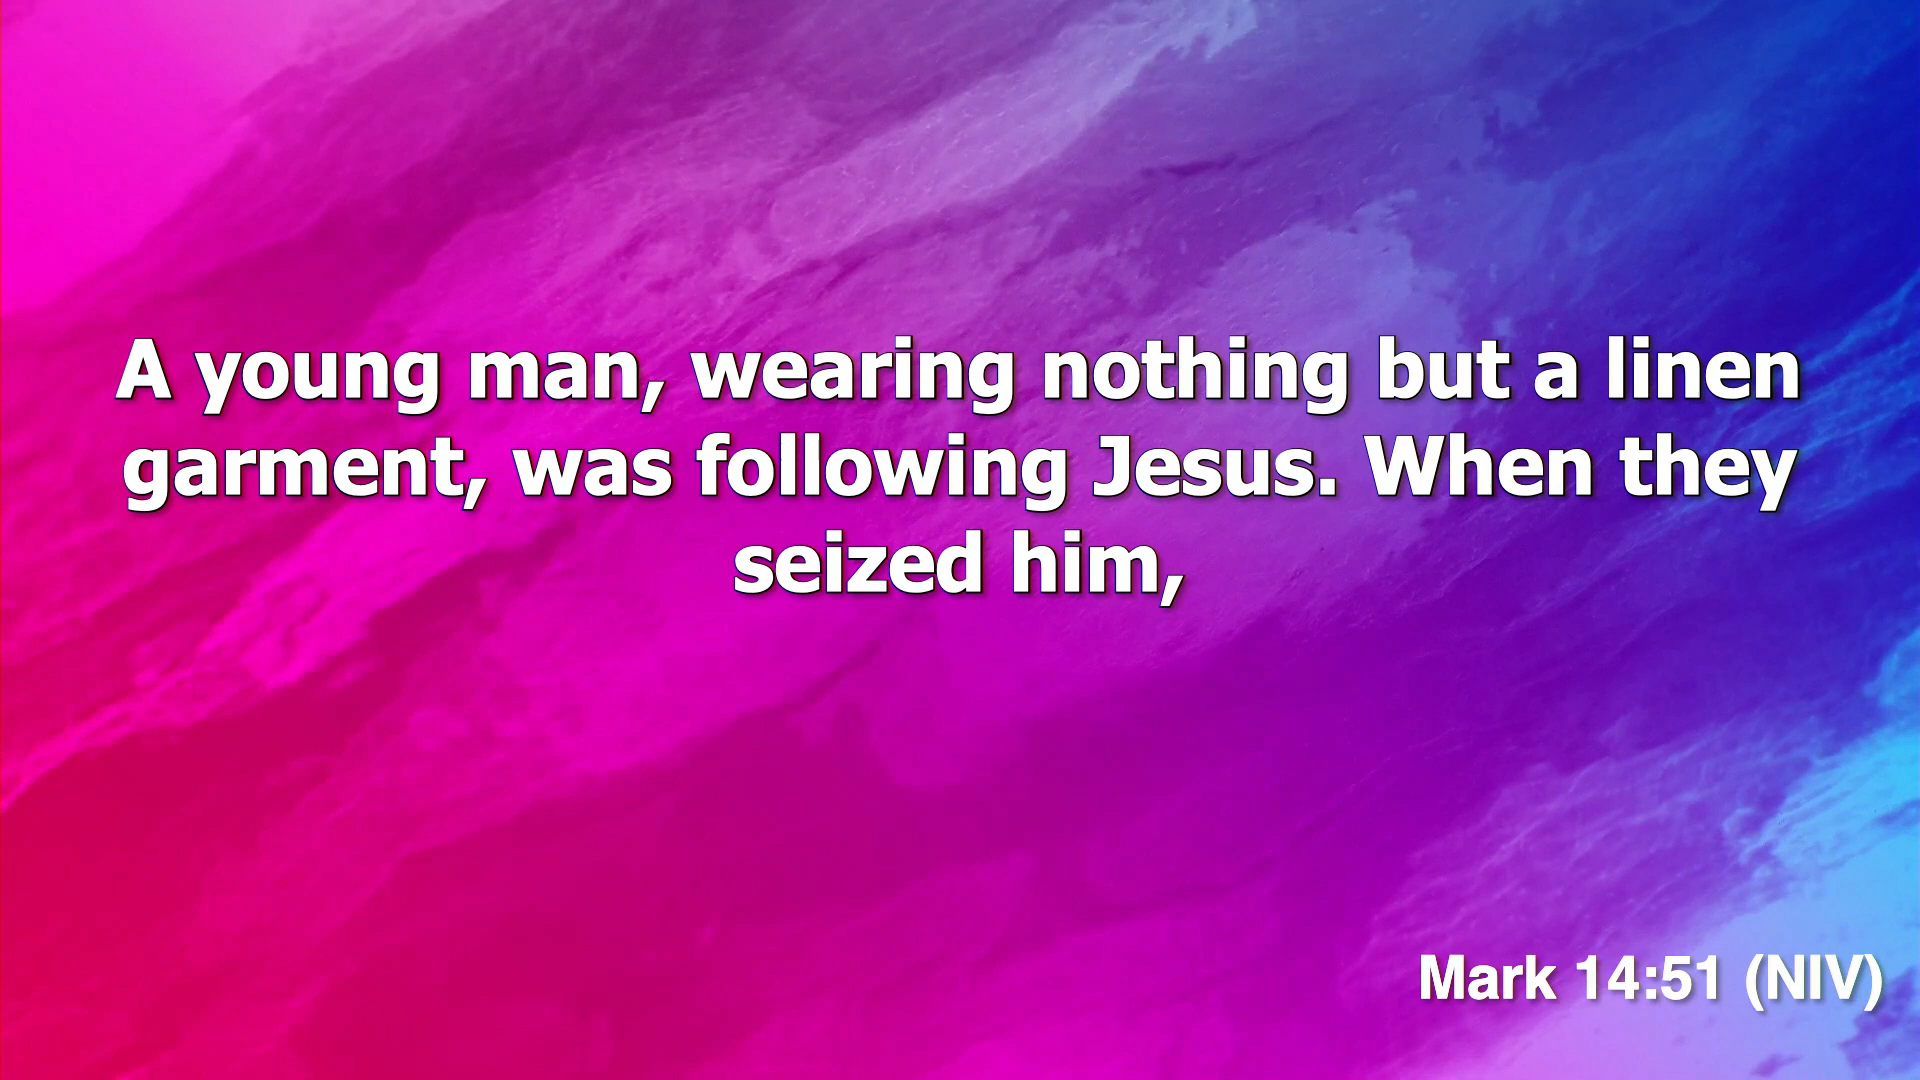 A young man, wearing nothing but a linen
garment, was following Jesus. When they
seized him,
Mark 14:51 (NIV)